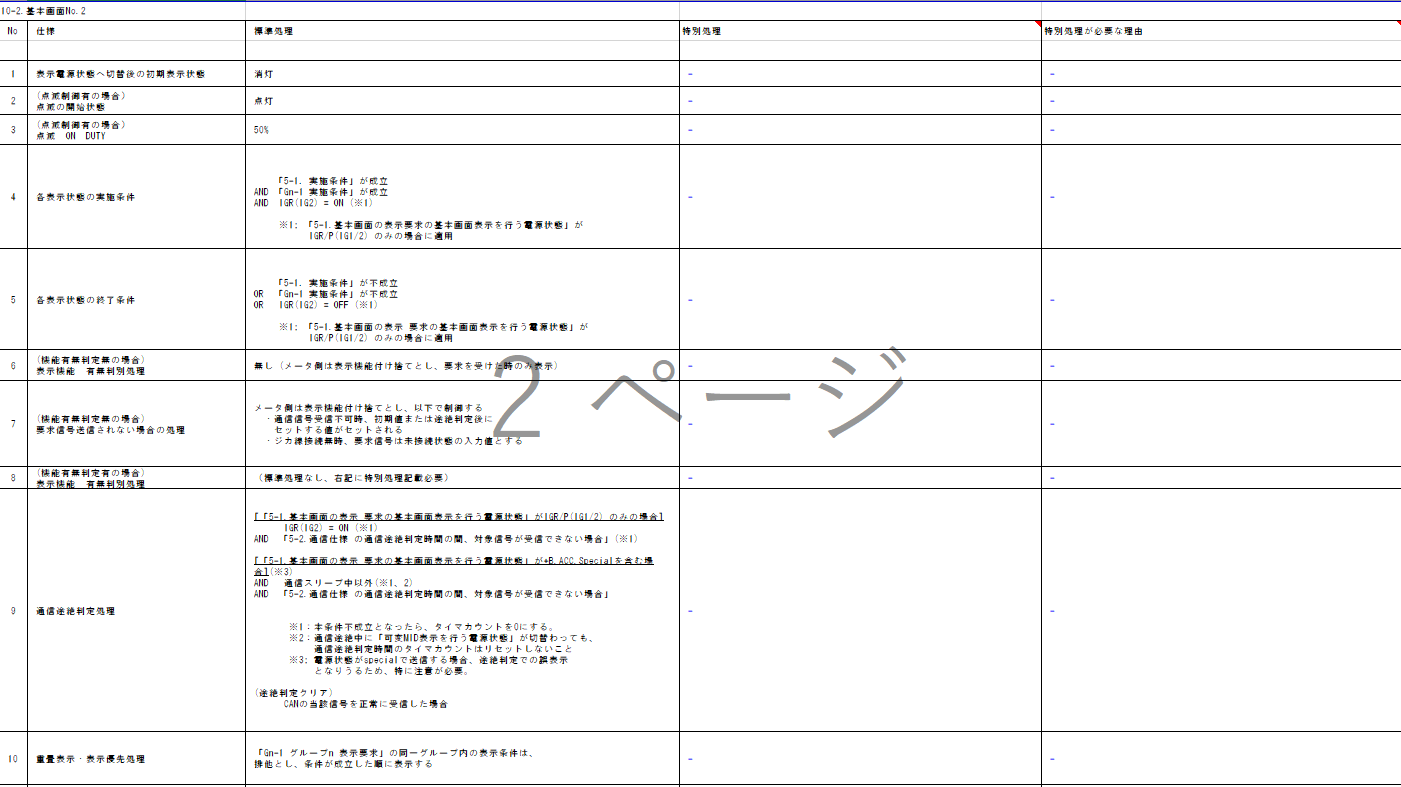 10-2.基本画面No.2
No 仕様 標準処理 特別処理 特別処理が必要な理由
1 表示電源状態へ切替後の初期表示状態 消灯 - -
2 (点滅制御有の場合)
点滅の開始状態 点灯 - -
3 (点滅制御有の場合)
点滅 ON DUTY 50% - -
4 各表示状態の実施条件
「5-1. 実施条件」が成立
AND 「Gn-1 実施条件」が成立
AND IGR(IG2) = ON (※1)
※1: 「5-1.基本画面の表示要求の基本画面表示を行う電源状態」が
IGR/P(IG1/2) のみの場合に適用
- -
5 各表示状態の終了条件
「5-1. 実施条件」が不成立
OR 「Gn-1 実施条件」が不成立
OR IGR(IG2) = OFF (※1)
※1: 「5-1.基本画面の表示 要求の基本画面表示を行う電源状態」が
IGR/P(IG1/2) のみの場合に適用
- -
6 (機能有無判定無の場合)
表示機能 有無判別処理
無し (メータ側は表示機能付け捨てとし、要求を受けた時のみ表示)
- -
7 (機能有無判定無の場合)
要求信号送信されない場合の処理
メータ側は表示機能付け捨てとし、以下で制御する
・通信信号受信不可時、初期値または途絶判定後に
セットする値がセットされる
・ジカ線接続無時、要求信号は未接続状態の入力値とする
- -
8 (機能有無判定有の場合)
表示機能 有無判別処理
(標準処理なし、右記に特別処理記載必要)
- -
9 通信途絶判定処理
[「5-1.基本画面の表示 要求の基本画面表示を行う電源状態」がIGR/P(IG1/2) のみの場合]
IGR(IG2) = ON (※1)
AND 「5-2.通信仕様 の通信途絶判定時間の間、対象信号が受信できない場合」(※1)
[「5-1.基本画面の表示 要求の基本画面表示を行う電源状態」が+B.ACC.Specialを含む場
合](※3)
AND 通信スリープ中以外(※1、2)
AND 「5-2.通信仕様 の通信途絶判定時間の間、対象信号が受信できない場合」
※1:本条件不成立となったら、タイマカウントを0にする。
※2:通信途絶中に「可変MID表示を行う電源状態」が切替わっても、
通信途絶判定時間のタイマカウントはリセットしないこと
※3: 電源状態がspecialで送信する場合、途絶判定での誤表示
となりうるため、特に注意が必要。
(途絶判定クリア)
CANの当該信号を正常に受信した場合
- -
10 重畳表示・表示優先処理
「Gn-1 グループn 表示要求」の同一グループ内の表示条件は、
排他とし、条件が成立した順に表示する
- -
2 ページ